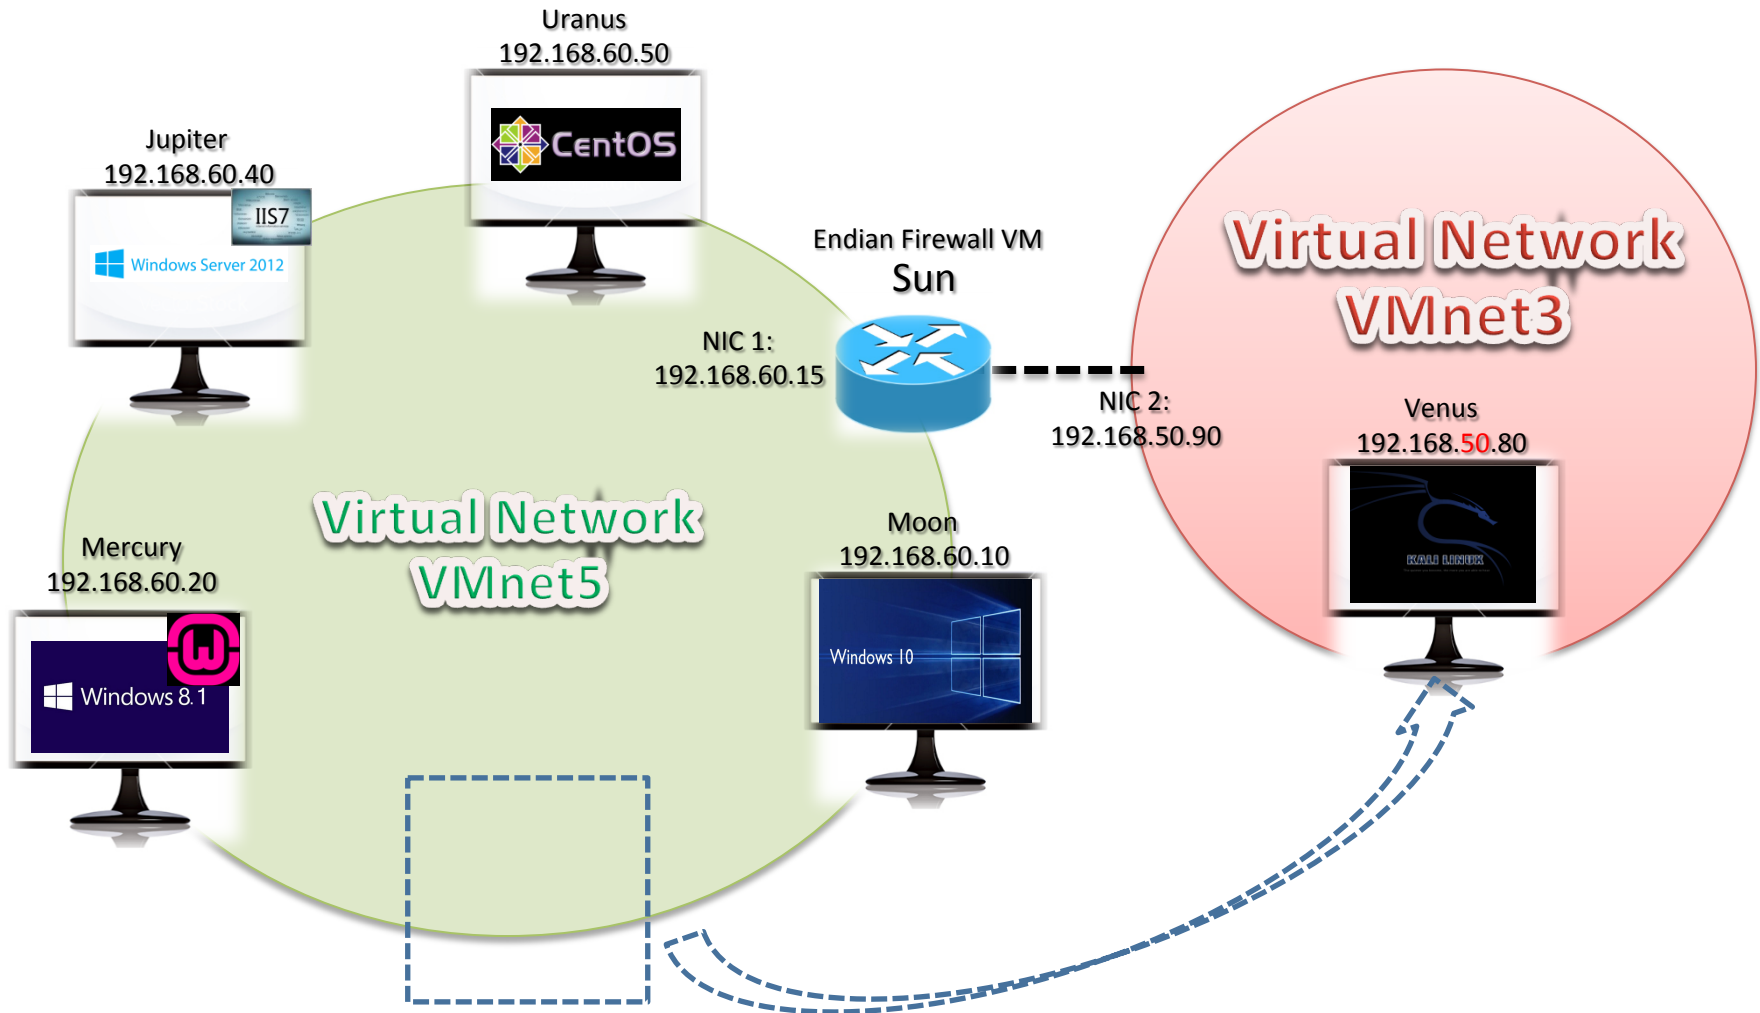 Uranus
192.168.60.50
CentOS
Jupiter
192.168.60.40
IIS7
Windows Server 2012
Endian Firewall VM
Sun
NIC 1:
192.168.60.15
NIC 2:
192.168.50.90
Virtual Network
VMnet3
Venus
192.168.50.80
KALI LINUX
Virtual Network
VMnet5
Mercury
192.168.60.20
W
Windows 8.1
Moon
192.168.60.10
Windows 10